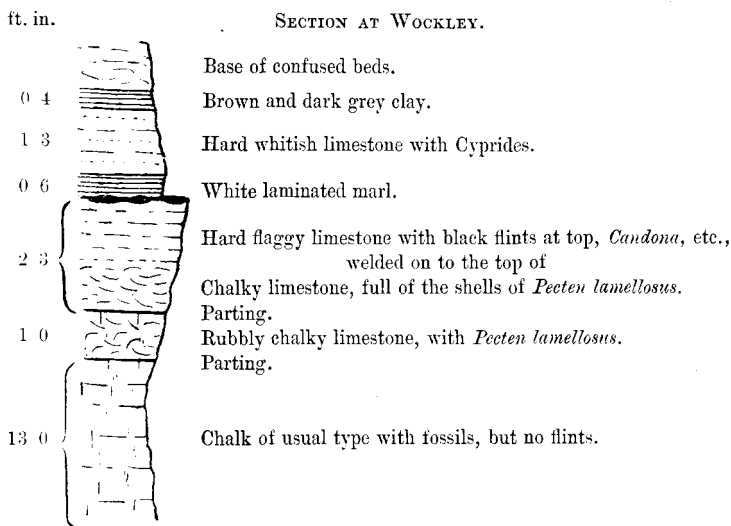 ft. in. SECTION AT WOCKLEY.
Base of confused beds.
0 4 Brown and dark grey clay.
1 3 Hard whitish limestone with Cyprides.
0 6 White laminated marl.
Hard flaggy limestone with black flints at top, Candona, etc.,
2 3 welded on to the top of
Chalky limestone, full of the shells of Pecten lamellosus.
Parting.
1 0 Rubbly chalky limestone, with Pecten lamellosus.
Parting.
13 0 Chalk of usual type with fossils, but no flints.